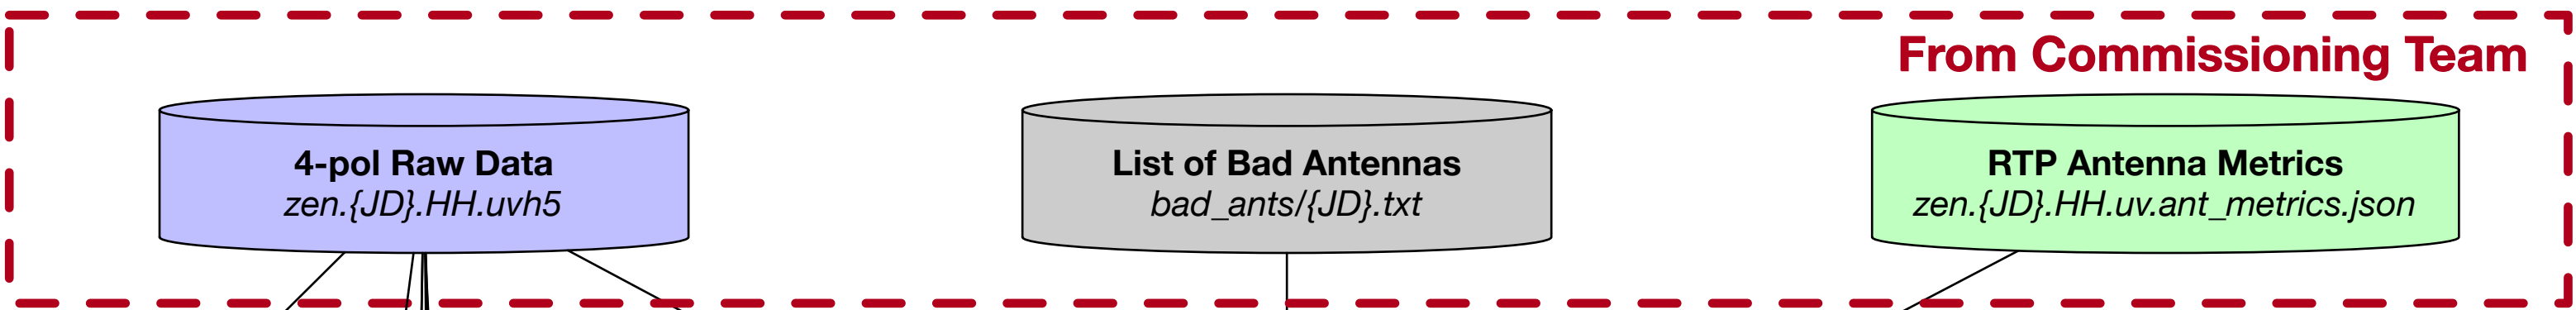 From Commissioning Team
4-pol Raw Data
zen.{JD}.HH.uvh5
List of Bad Antennas
bad_ants/{JD}.txt
RTP Antenna Metrics
zen.{JD}.HH.uv.ant_metrics.json